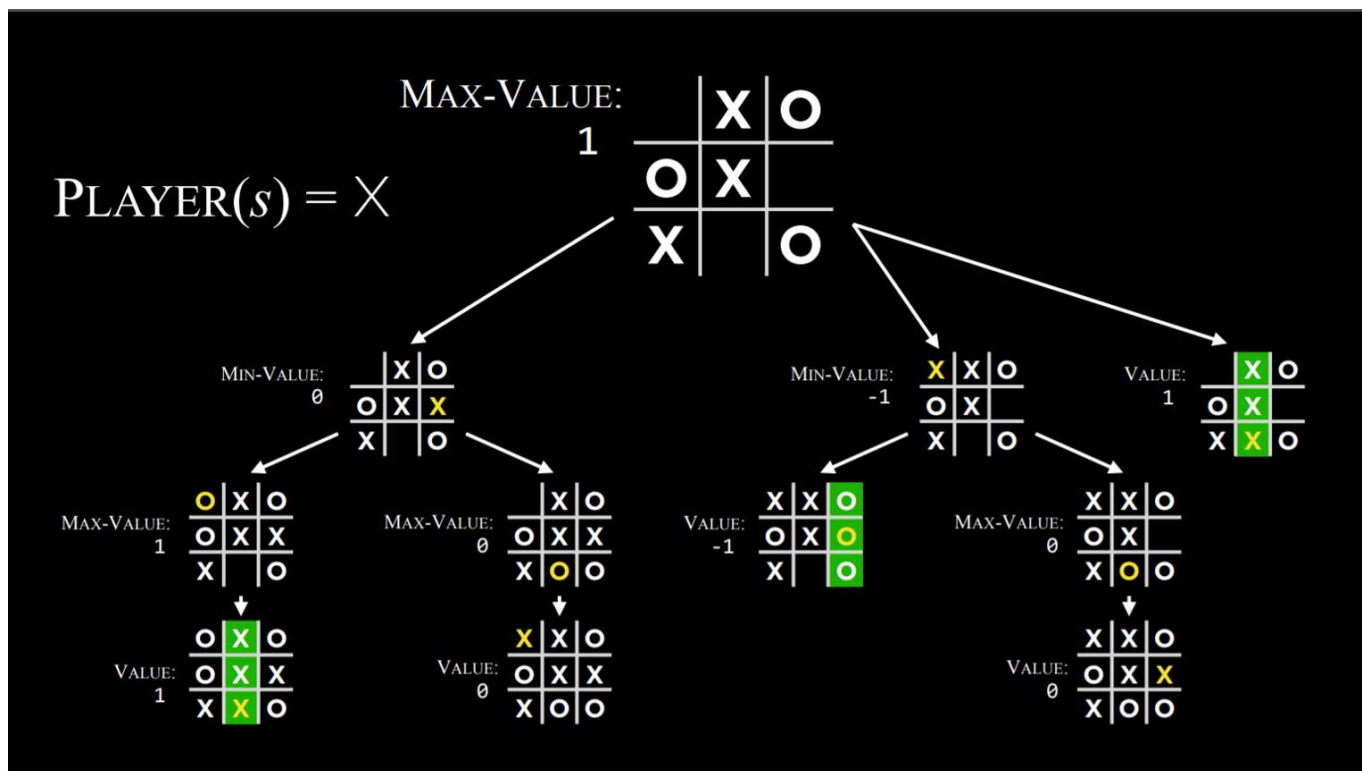 MAX-VALUE:
1
X O
O X
X O
PLAYER(s) = X
MIN-VALUE:
0
X O
O X X
X O
MIN-VALUE:
-1
X X O
O X
X O
VALUE:
1
X O
O X
X X O
MAX-VALUE:
1
O X O
O X X
X O
MAX-VALUE:
0
X O
O X X
X O O
VALUE:
-1
X X O
O X O
X O
MAX-VALUE:
0
X X O
O X
X O O
VALUE:
1
O X O
O X X
X X O
VALUE:
0
X X O
O X X
X O O
VALUE:
0
X X O
O X X
X O O